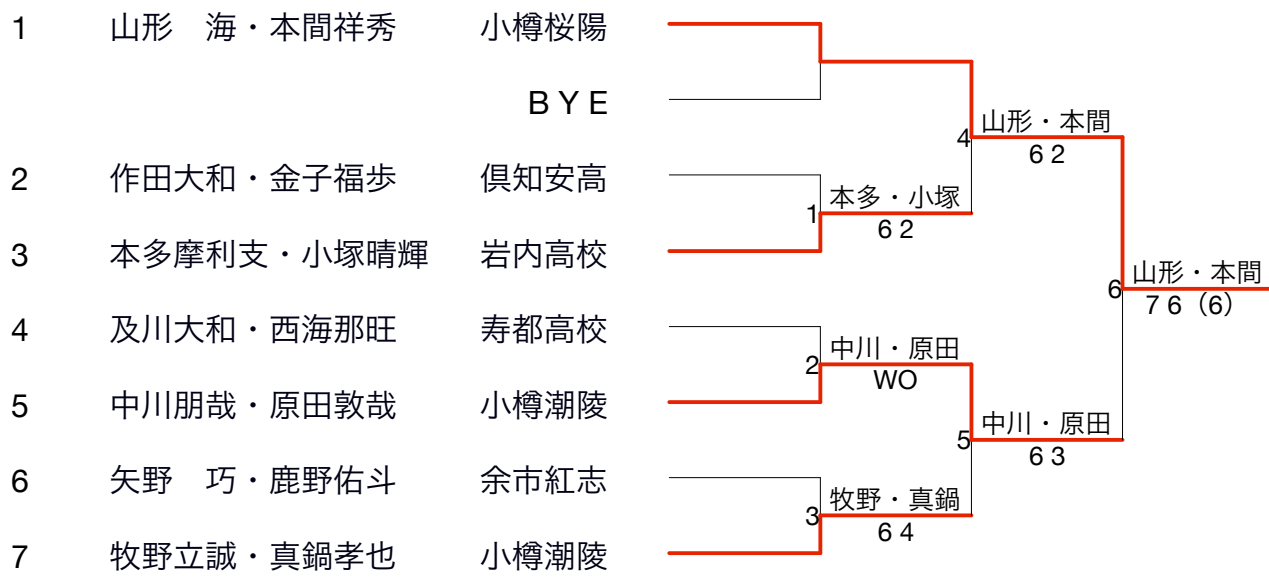 1 山形　海・本間祥秀 小樽桜陽
ＢＹＥ
4 山形・本間
6 2
2 作田大和・金子福歩 倶知安高
1 本多・小塚
6 2
3 本多摩利支・小塚晴輝 岩内高校
6 山形・本間
7 6（6）
4 及川大和・西海那旺 寿都高校
2 中川・原田
WO
5 中川朋哉・原田敦哉 小樽潮陵
5 中川・原田
6 3
6 矢野　巧・鹿野佑斗 余市紅志
3 牧野・真鍋
6 4
7 牧野立誠・真鍋孝也 小樽潮陵